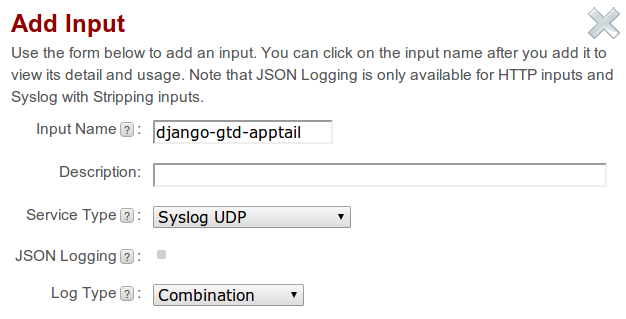 Add Input
Use the form below to add an input. You can click on the input name after you add it to
view its detail and usage. Note that JSON Logging is only available for HTTP inputs and
Syslog with Stripping inputs.
Input Name ? : django-gtd-apptail
Description:
Service Type ? : Syslog UDP
JSON Logging ? :
Log Type ? : Combination